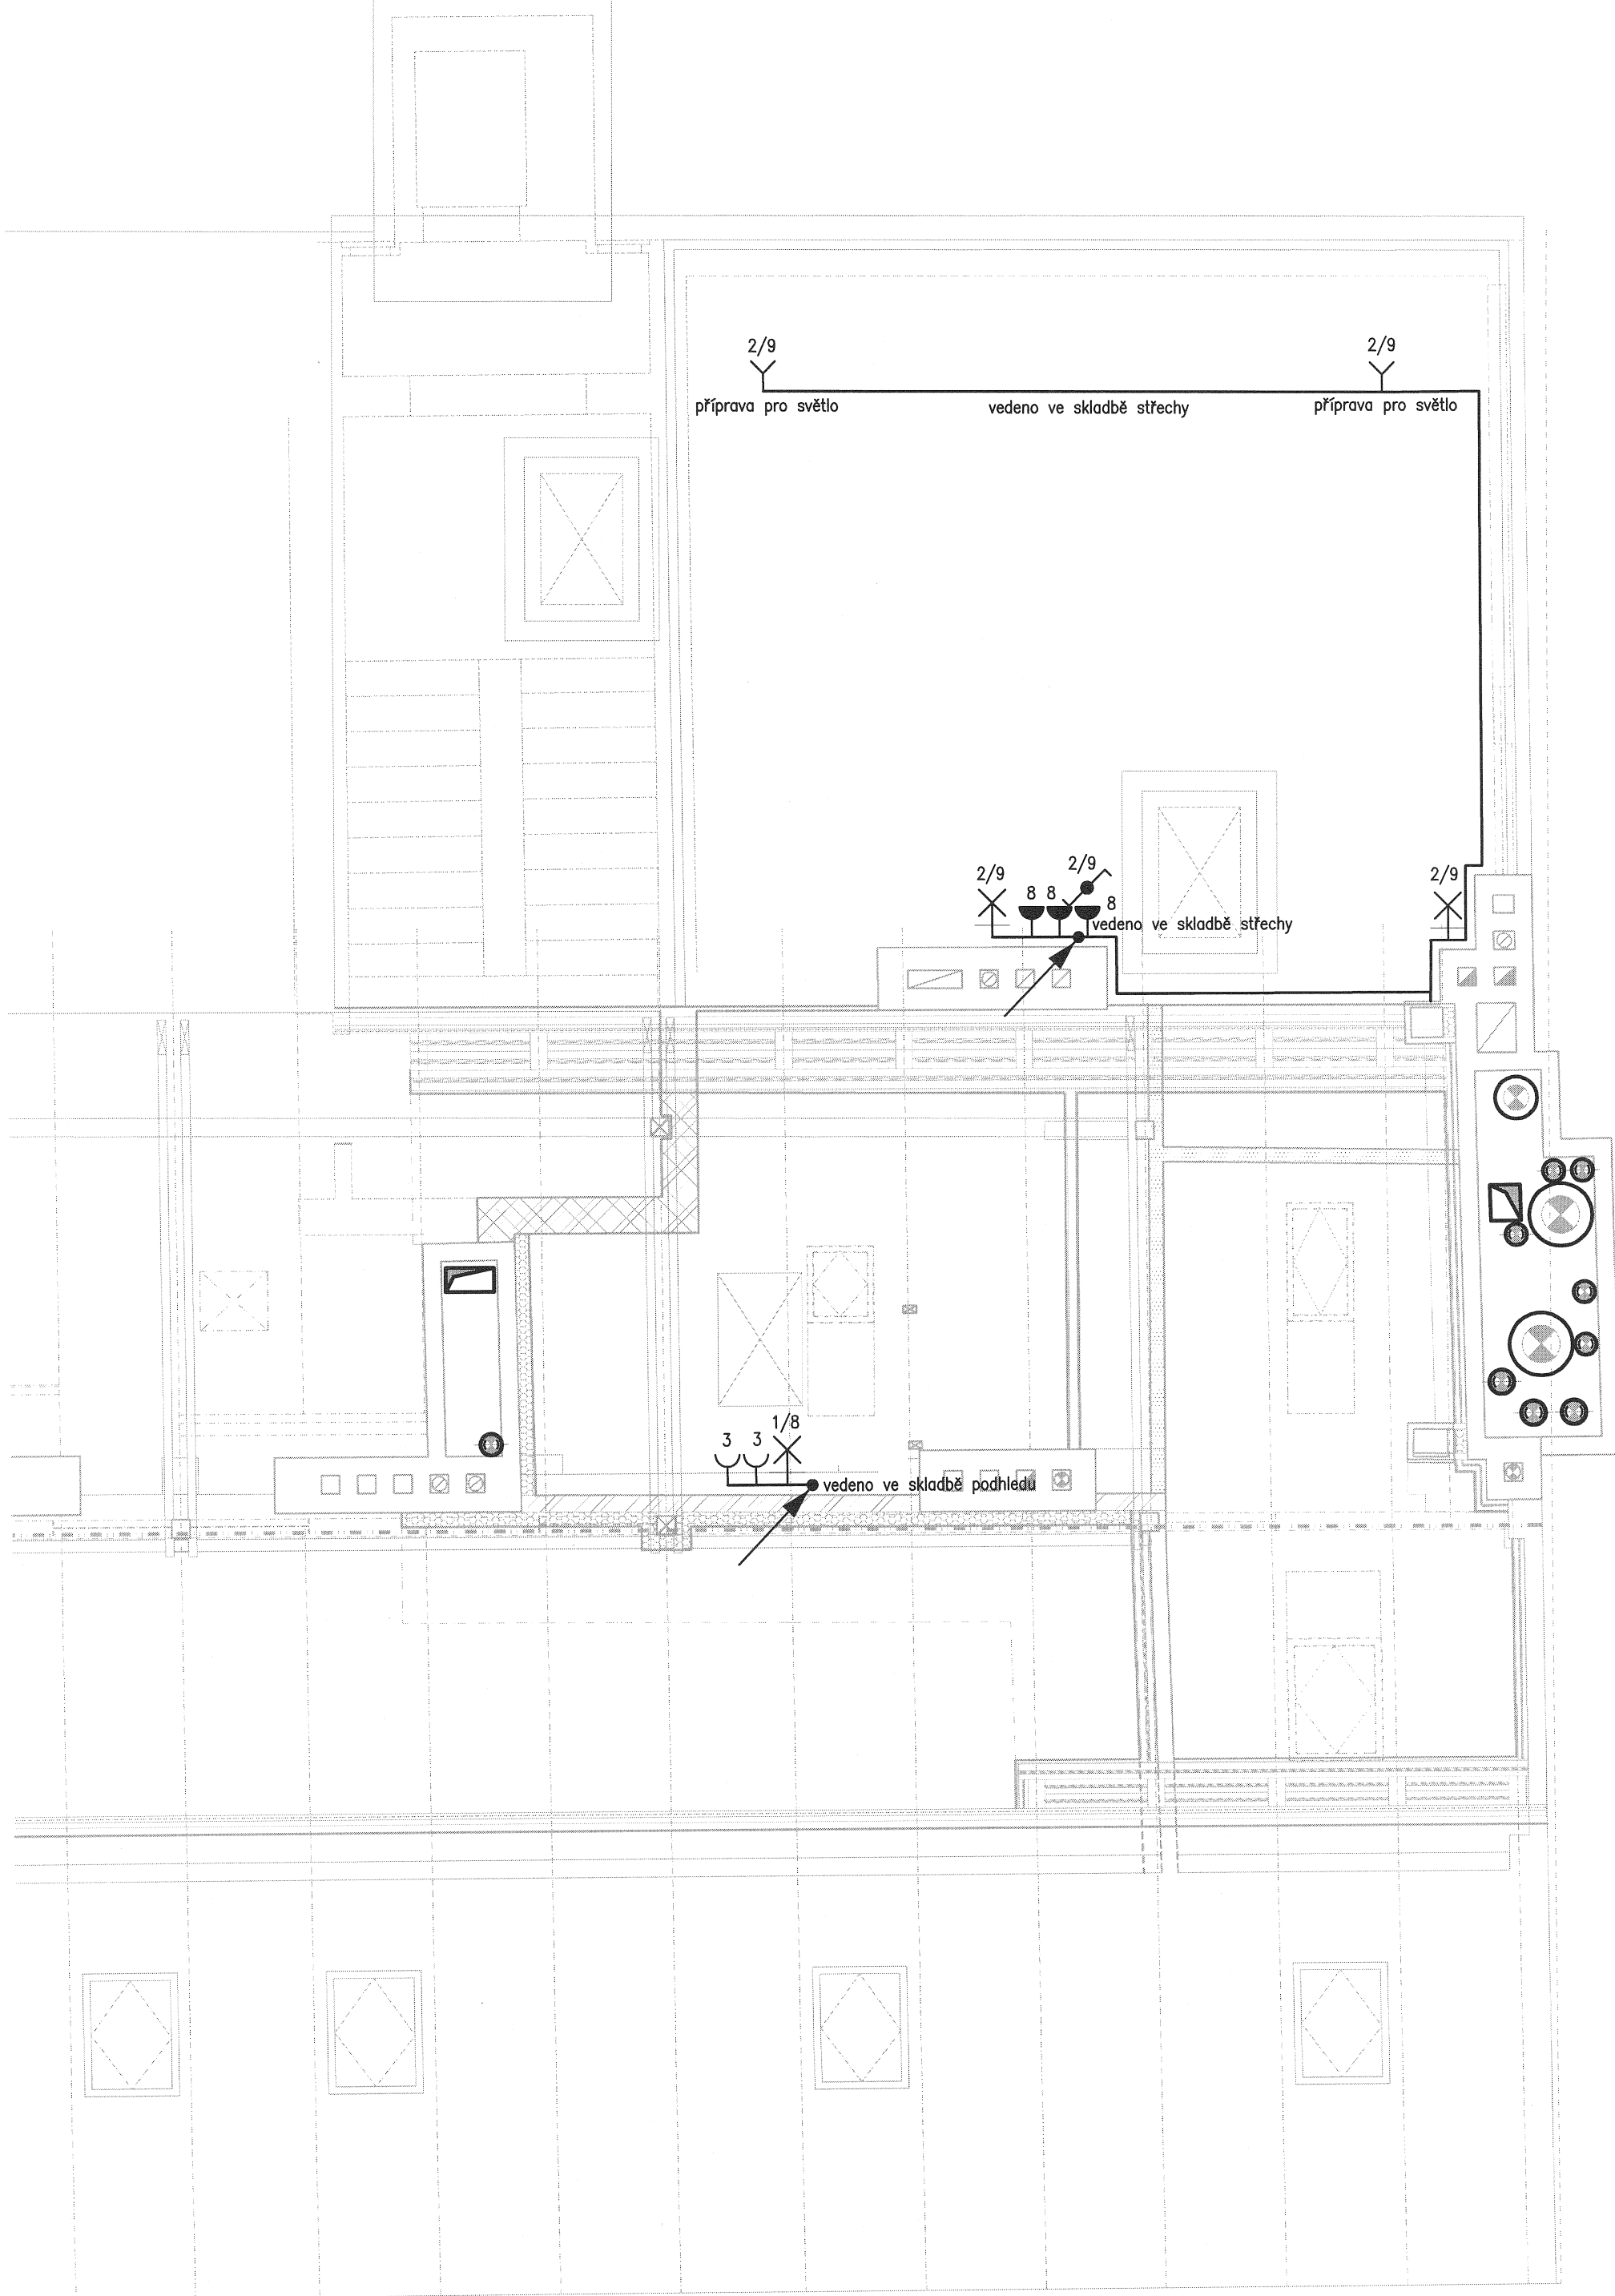 2/9
2/9
příprava pro světlo
vedeno ve skladbě střechy
příprava pro světlo
2/9
8
8
2/9
8
2/9
vedeno ve skladbě střechy
3
3
1/8
vedeno ve skladbě podhledu